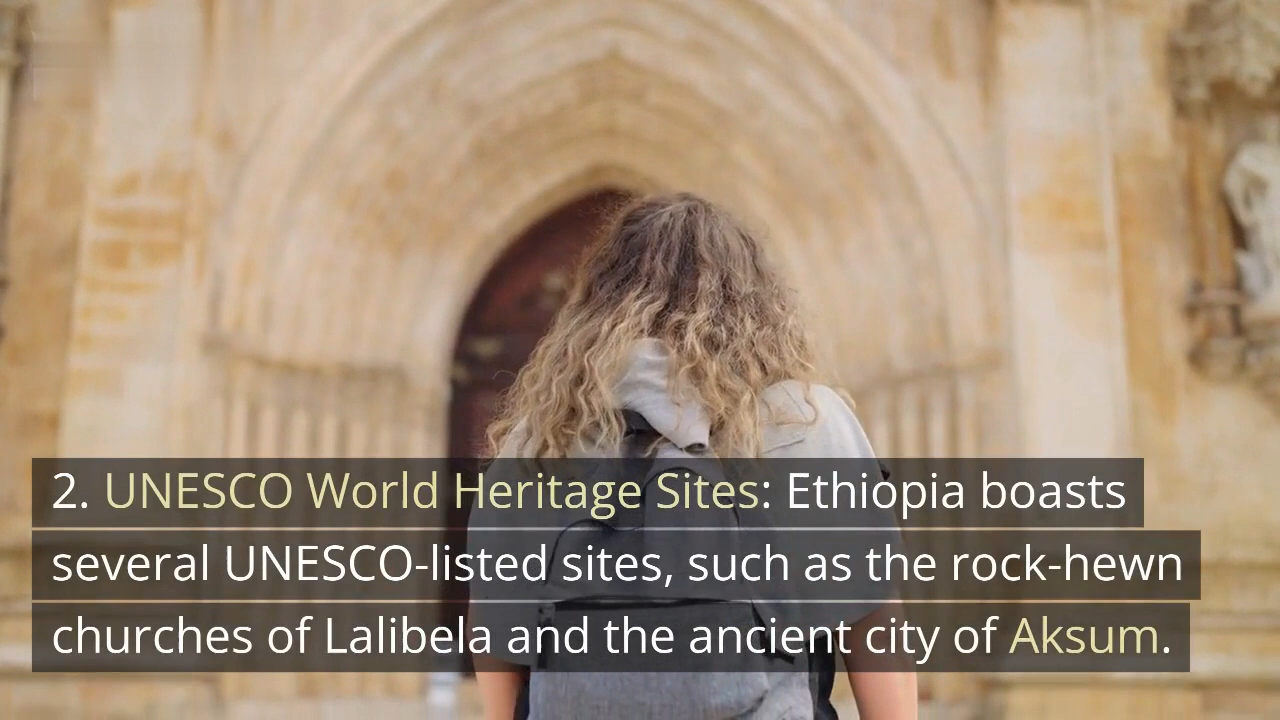 2. UNESCO World Heritage Sites: Ethiopia boasts
several UNESCO-listed sites, such as the rock-hewn
churches of Lalibela and the ancient city of Aksum.